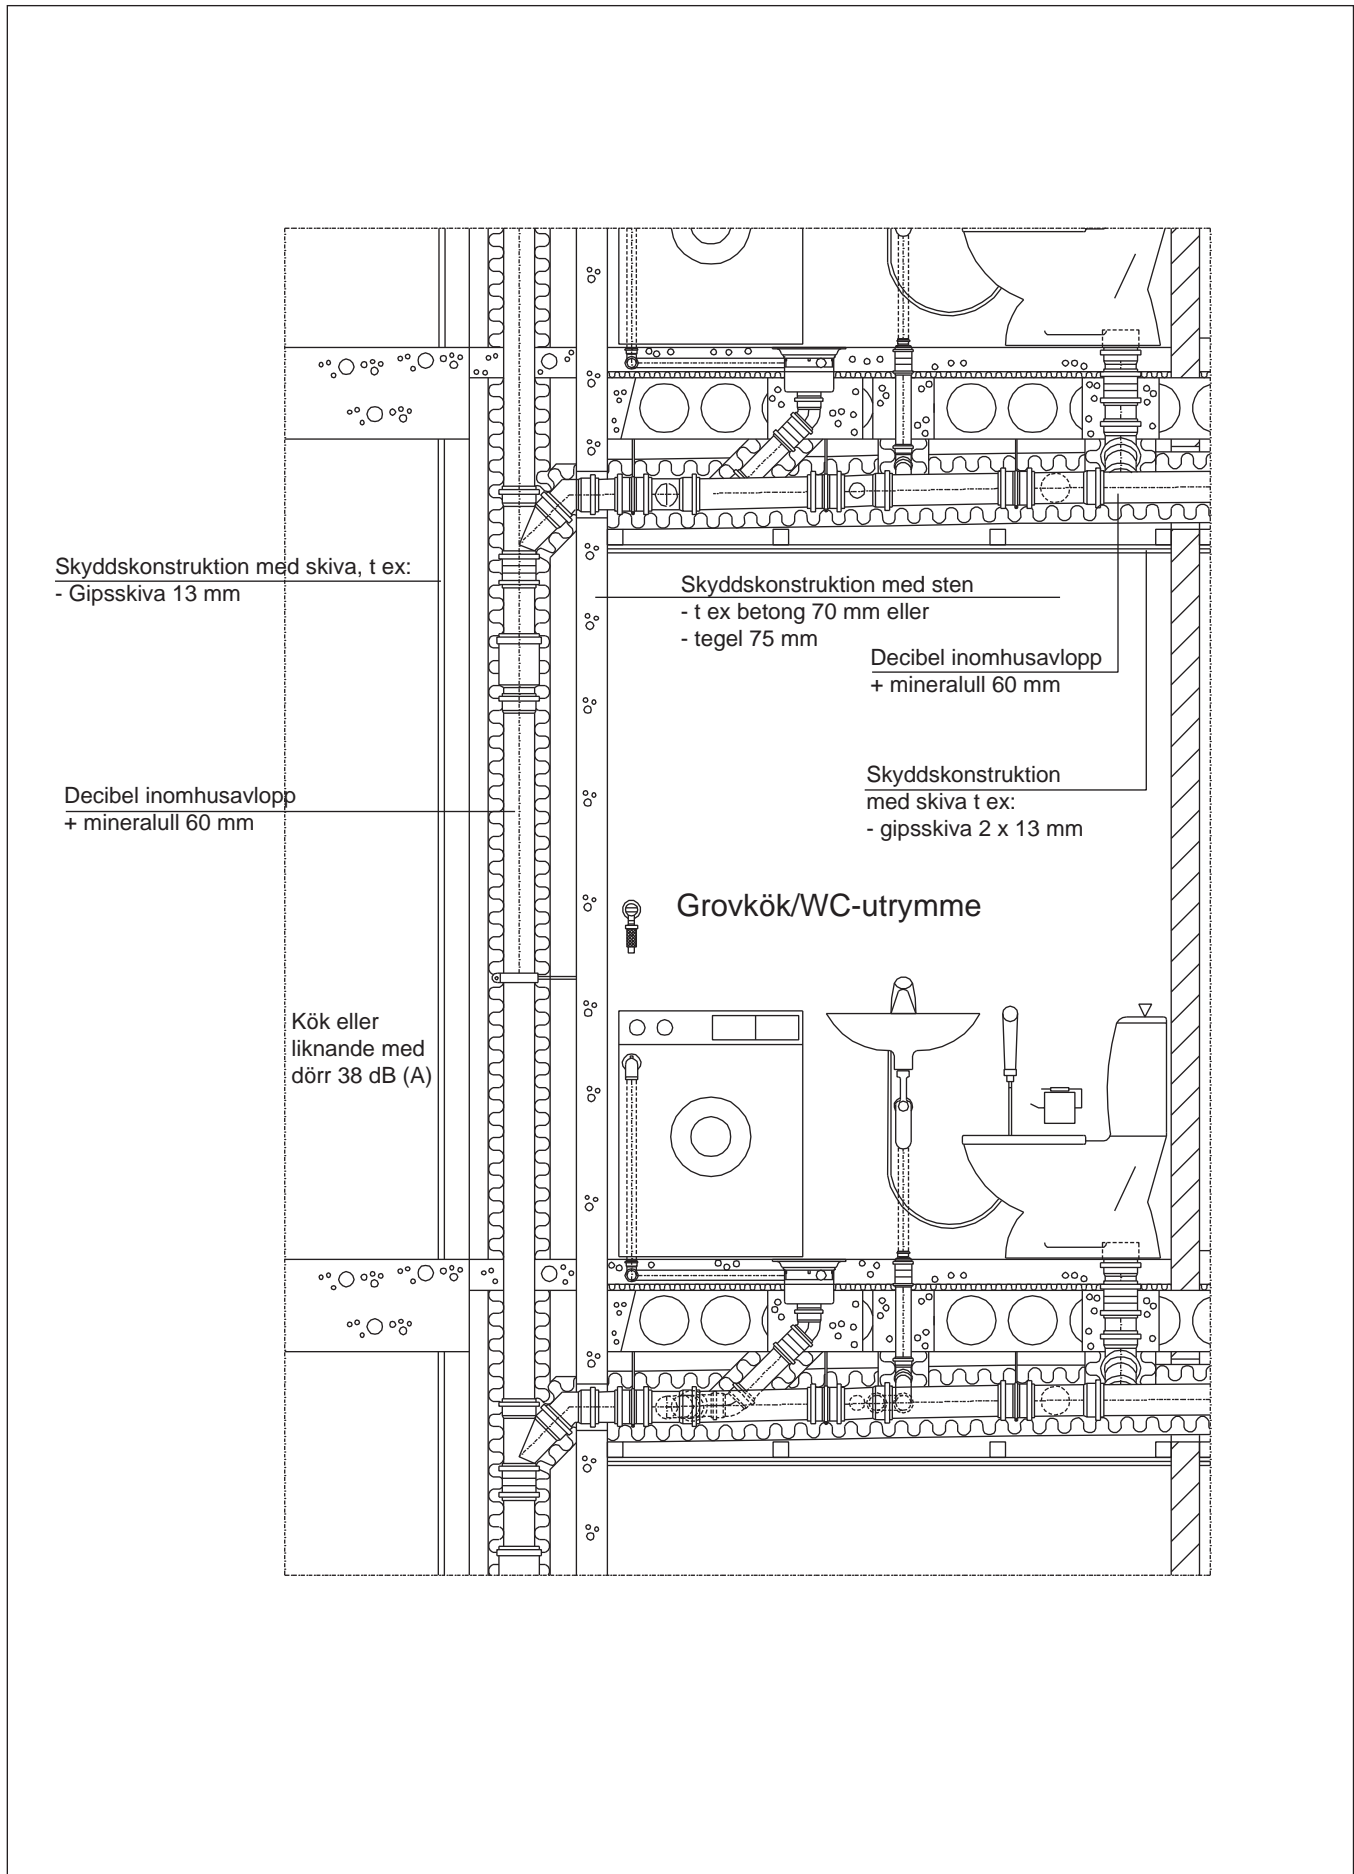 Skyddskonstruktion med skiva, t ex:
- Gipsskiva 13 mm
Skyddskonstruktion med sten
- t ex betong 70 mm eller
- tegel 75 mm
Decibel inomhusavlopp
+ mineralull 60 mm
Skyddskonstruktion
med skiva t ex:
- gipsskiva 2 x 13 mm
Decibel inomhusavlopp
+ mineralull 60 mm
Grovkök/WC-utrymme
Kök eller
liknande med
dörr 38 dB (A)